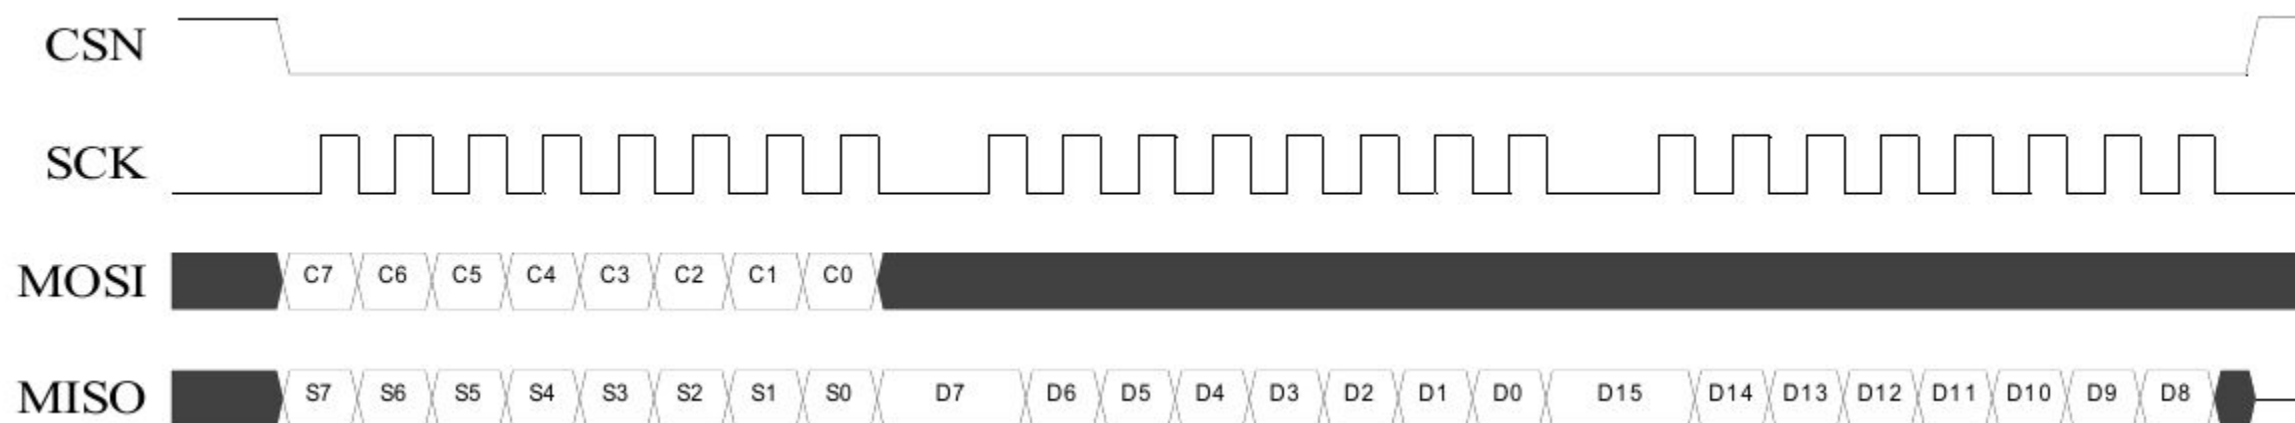 CSN
SCK
MOSI C7 C6 C5 C4 C3 C2 C1 C0
MISO S7 S6 S5 S4 S3 S2 S1 S0 D7 D6 D5 D4 D3 D2 D1 D0 D15 D14 D13 D12 D11 D10 D9 D8